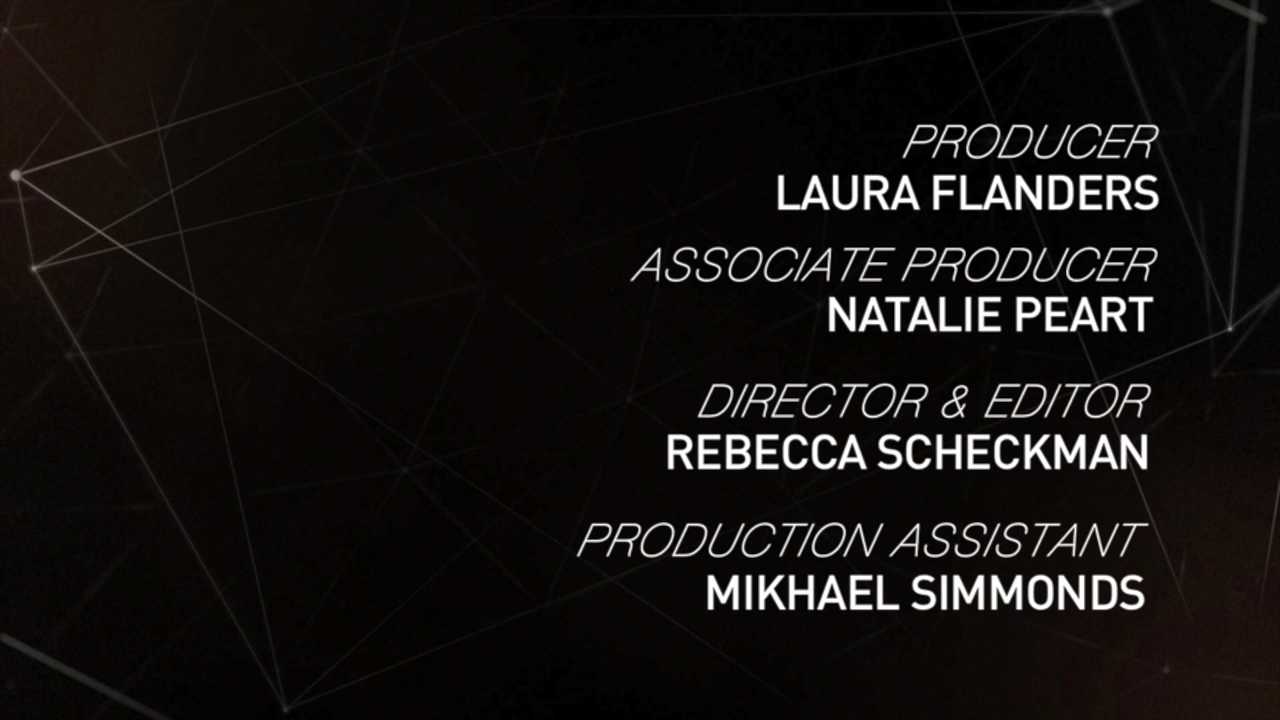 PRODUCER
LAURA FLANDERS
ASSOCIATE PRODUCER
NATALIE PEART
DIRECTOR & EDITOR
REBECCA SCHECKMAN
PRODUCTION ASSISTANT
MIKHAEL SIMMONDS